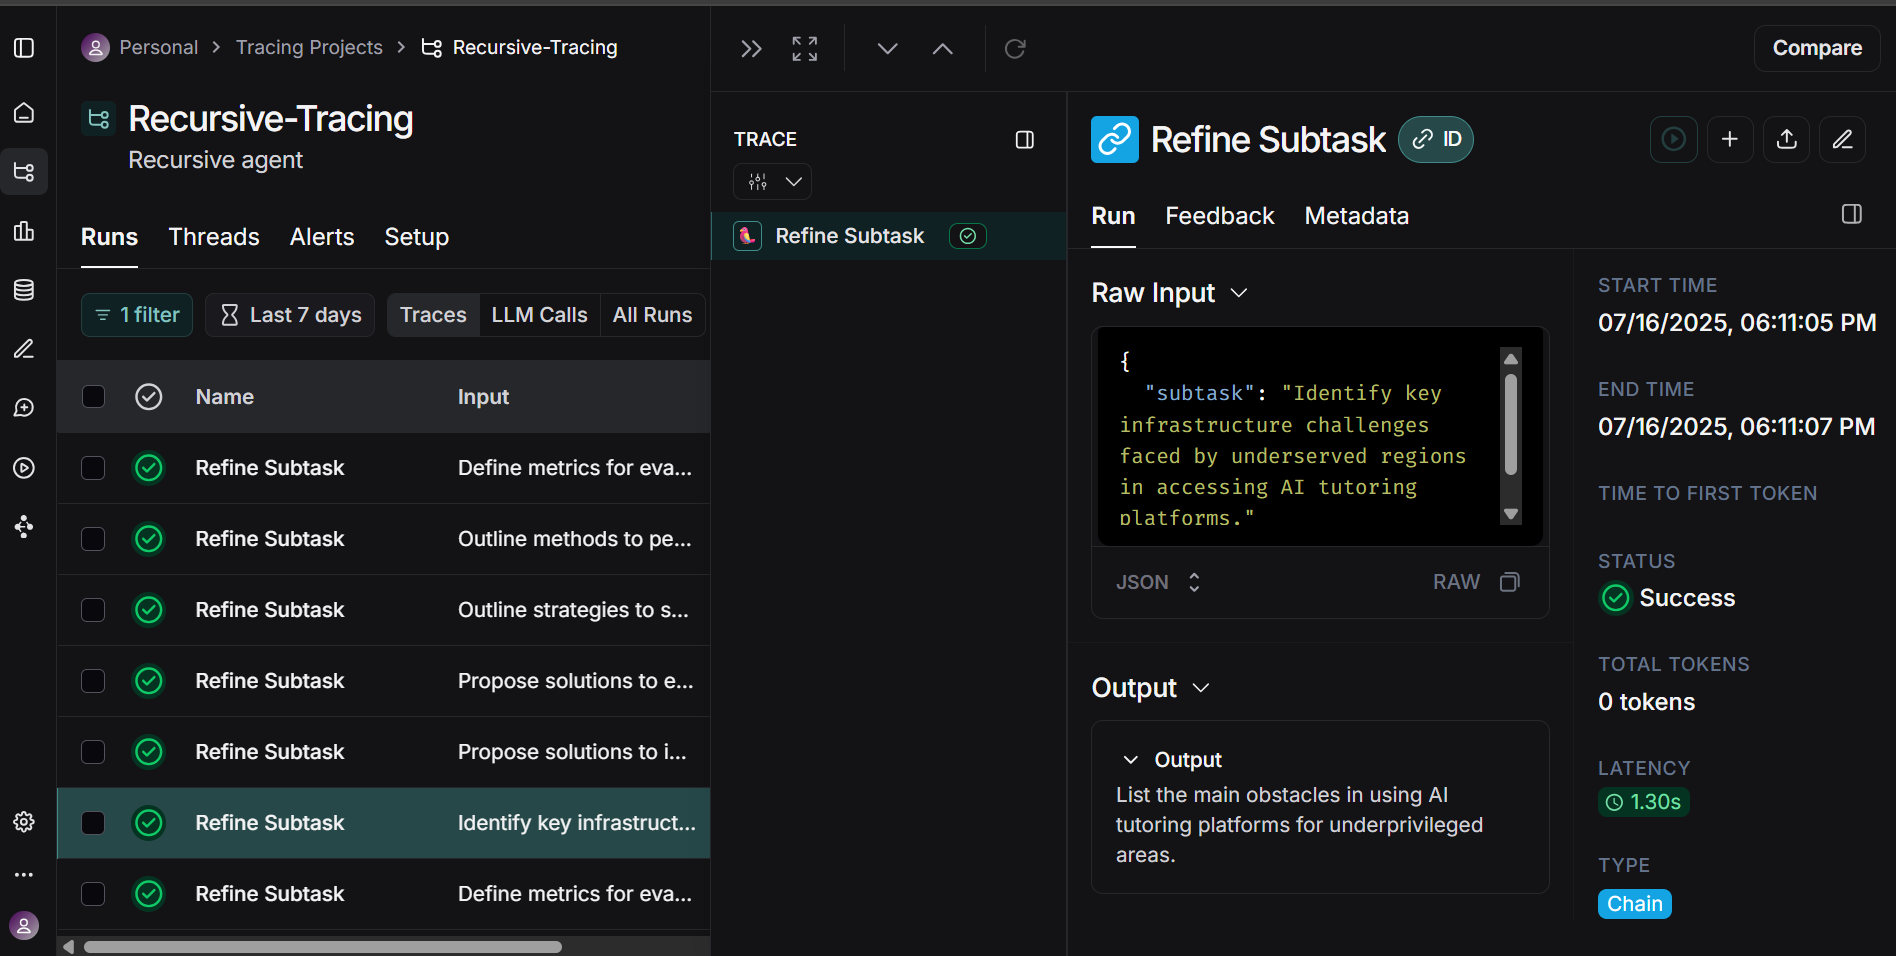 Personal > Tracing Projects > Recursive-Tracing
Recursive-Tracing
Recursive agent
Runs Threads Alerts Setup
1 filter Last 7 days Traces LLM Calls All Runs
Name Input
Refine Subtask Define metrics for eva...
Refine Subtask Outline methods to pe...
Refine Subtask Outline strategies to s...
Refine Subtask Propose solutions to e...
Refine Subtask Propose solutions to i...
Refine Subtask Identify key infrastruct...
Refine Subtask Define metrics for eva...
TRACE
Refine Subtask
Compare
Refine Subtask ID
Run Feedback Metadata
Raw Input
{
"subtask": "Identify key
infrastructure challenges
faced by underserved regions
in accessing AI tutoring
platforms."
JSON RAW
Output
Output
List the main obstacles in using AI
tutoring platforms for underprivileged
areas.
START TIME
07/16/2025, 06:11:05 PM
END TIME
07/16/2025, 06:11:07 PM
TIME TO FIRST TOKEN
STATUS
Success
TOTAL TOKENS
0 tokens
LATENCY
1.30s
TYPE
Chain